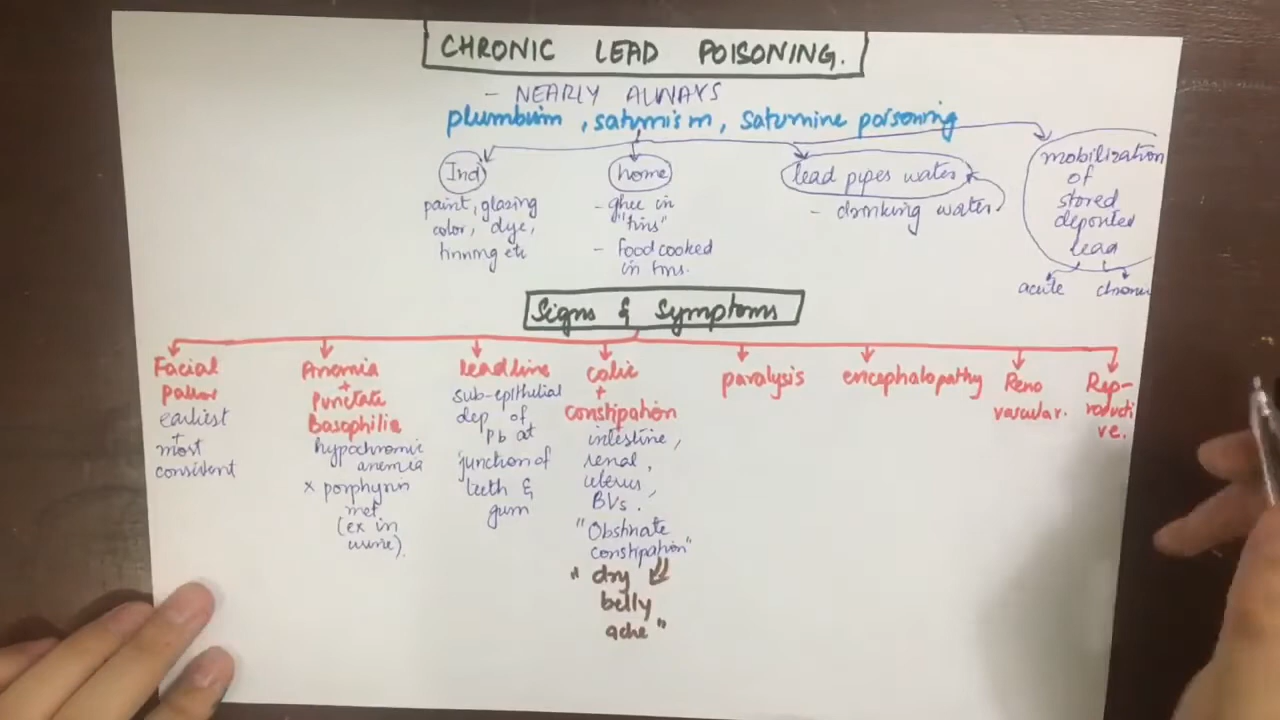 CHRONIC LEAD POISONING.
- NEARLY ALWAYS
plumbum, saturnism, saturnine poisoning
Ind
paint, glazing
color, dye,
tinning etc
home
- ghee in
"tins"
- food cooked
in tins.
lead pipes water
- drinking water
mobilization
of
stored
deported
lead
acute
chronic
Signs & Symptoms
Facial
pallor
earliest
+
most
consistent
Anemia
+
Punctate
Basophilia
hypochromic
anemia
x porphyrin
met
(ex in
urine).
lead line
sub-epithelial
dep of
Pb at
junction of
teeth &
gum
colic
+
constipation
intestine,
renal,
uterus,
BVs.
"Obstinate
constipation"
"dry
belly
ache"
paralysis
encephalopathy
Reno
vascular.
Rep-
roducti
ve.